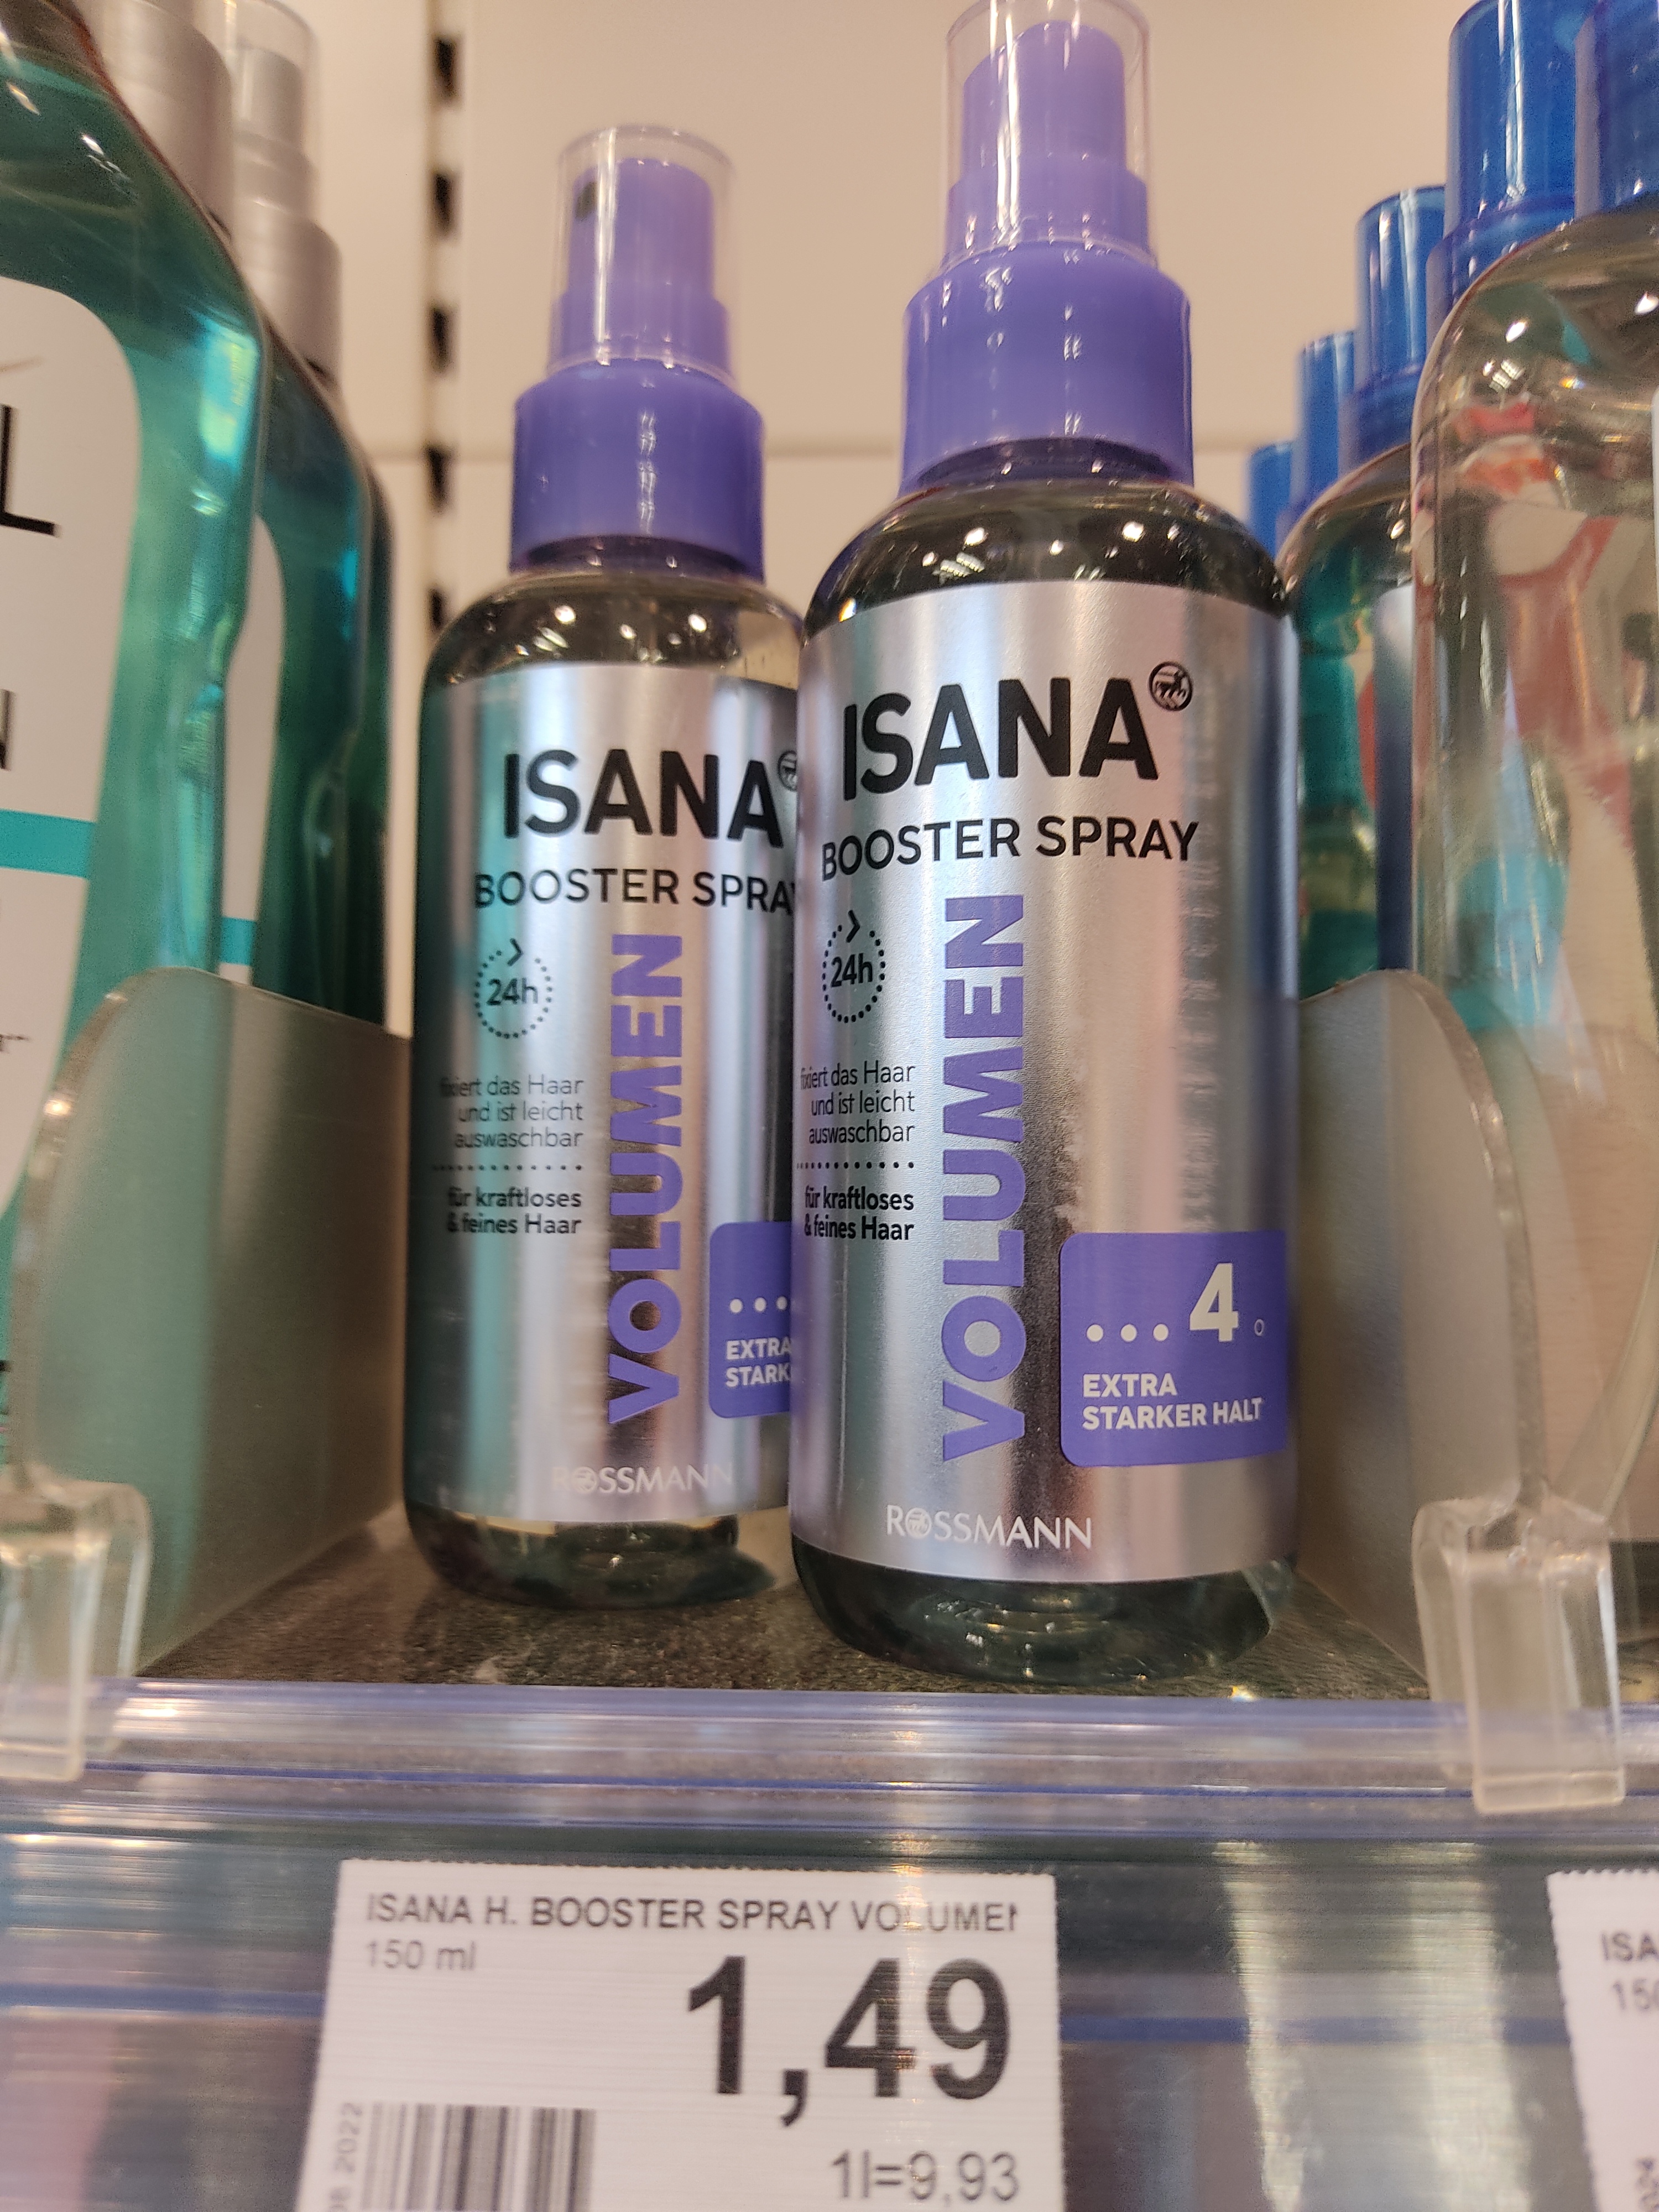 ISANA
BOOSTER SPRAY
24h
fixiert das Haar
und ist leicht
auswaschbar
für kraftloses
& feines Haar
VOLUMEN
EXTRA
ROSSMANN
ISANA
BOOSTER SPRAY
24h
fixiert das Haar
und ist leicht
auswaschbar
für kraftloses
& feines Haar
VOLUMEN
4
EXTRA
STARKER HALT
ROSSMANN
ISANA H. BOOSTER SPRAY VOLUMEN
150 ml
1,49
1l=9,93
2022
ISA